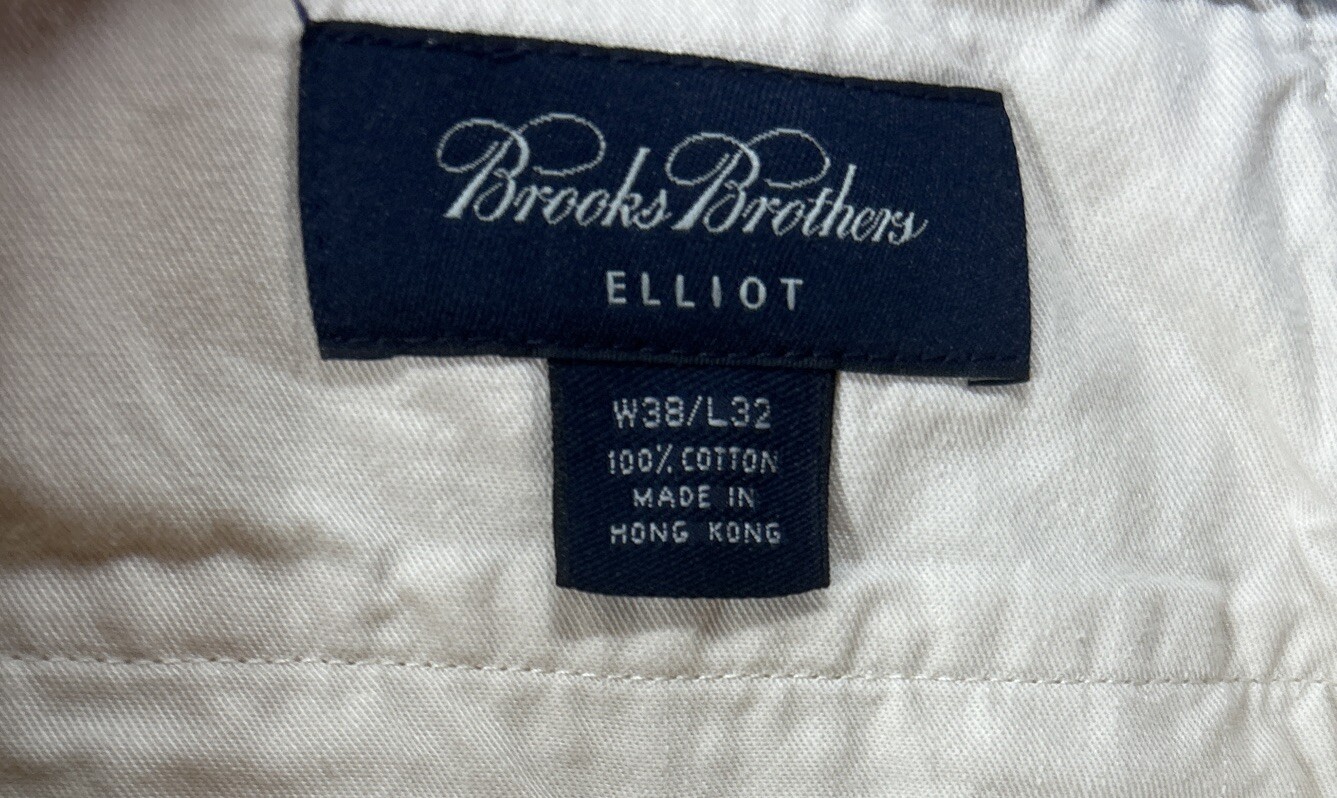 Brooks Brothers
ELLIOT
W38/L32
100% COTTON
MADE IN
HONG KONG